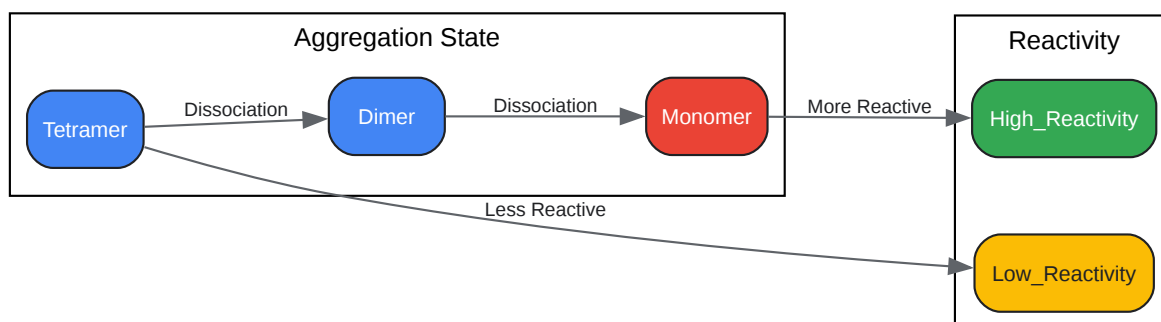 Aggregation State
Reactivity
Tetramer
Dissociation
Dimer
Dissociation
Monomer
More Reactive
High_Reactivity
Less Reactive
Low_Reactivity